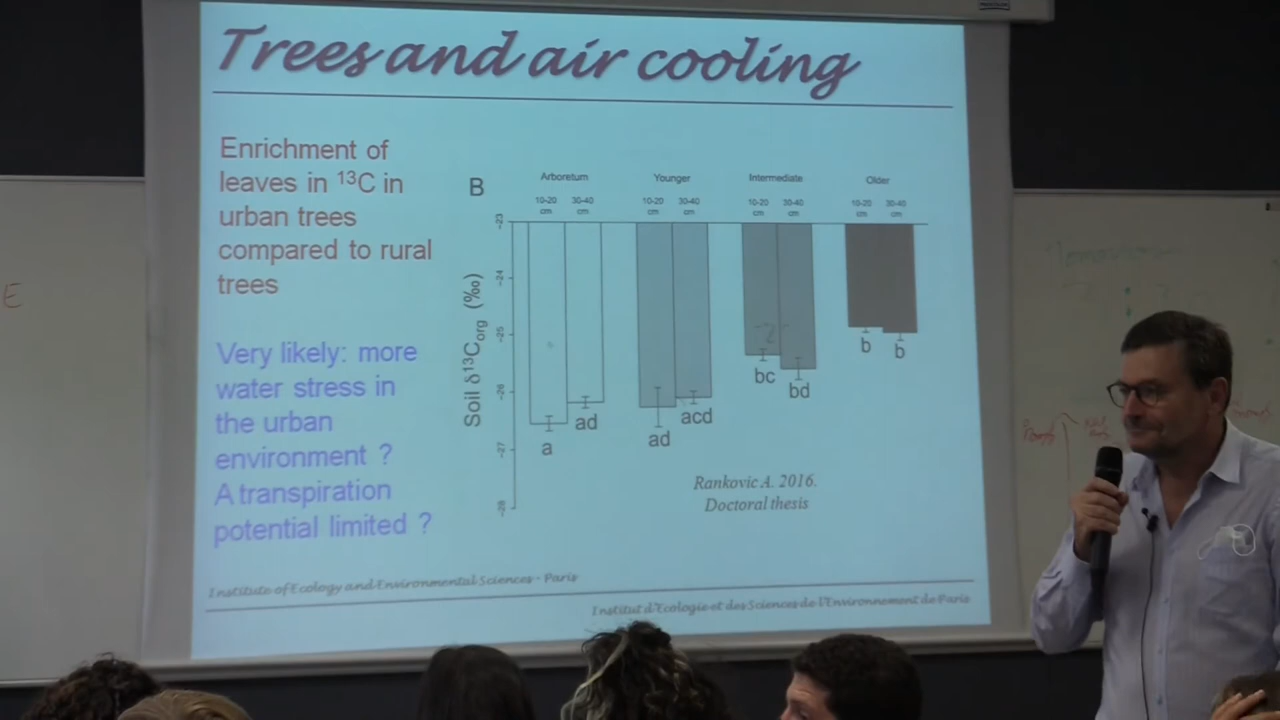 Trees and air cooling
Enrichment of
leaves in 13C in
urban trees
compared to rural
trees
Very likely: more
water stress in
the urban
environment ?
A transpiration
potential limited ?
B
Arboretum
Younger
Intermediate
Older
10-20 cm
30-40 cm
10-20 cm
30-40 cm
10-20 cm
30-40 cm
10-20 cm
30-40 cm
Soil δ13Corg (‰)
-23
-24
-25
-26
-27
-28
a
ad
ad
acd
bc
bd
b
b
Rankovic A. 2016.
Doctoral thesis
Institute of Ecology and Environmental Sciences - Paris
Institut d'Ecologie et des Sciences de l'Environnement de Paris
E